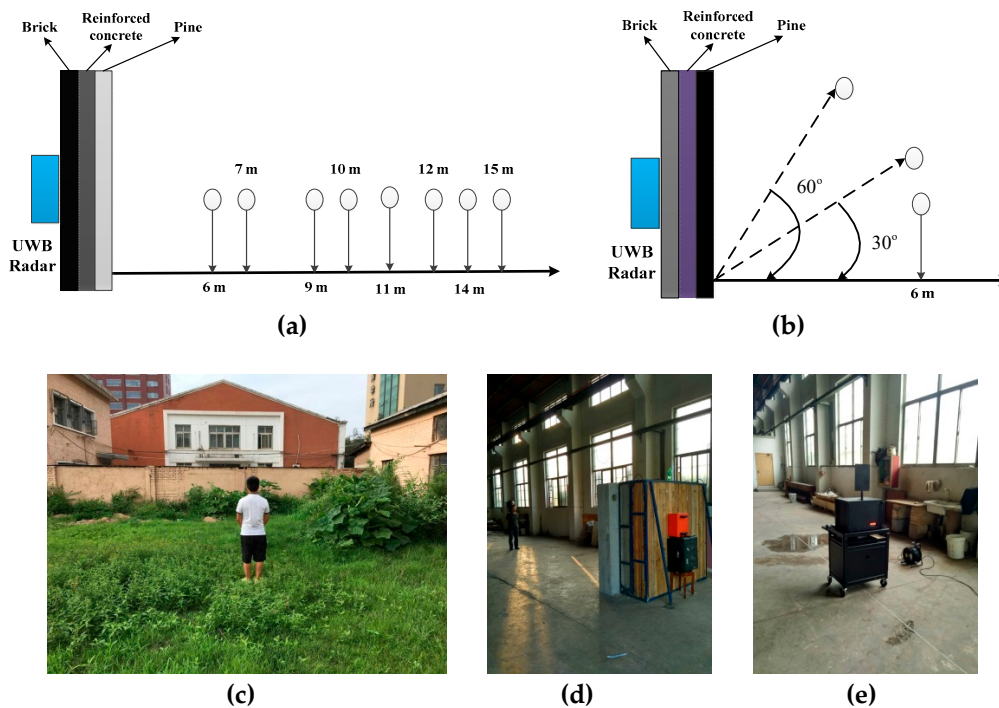 Reinforced
concrete
Brick
Pine
7 m
10 m
12 m
15 m
UWB
Radar
6 m
9 m
11 m
14 m
(a)
Reinforced
concrete
Brick
Pine
60°
30°
UWB
Radar
6 m
(b)
(c)
(d)
(e)